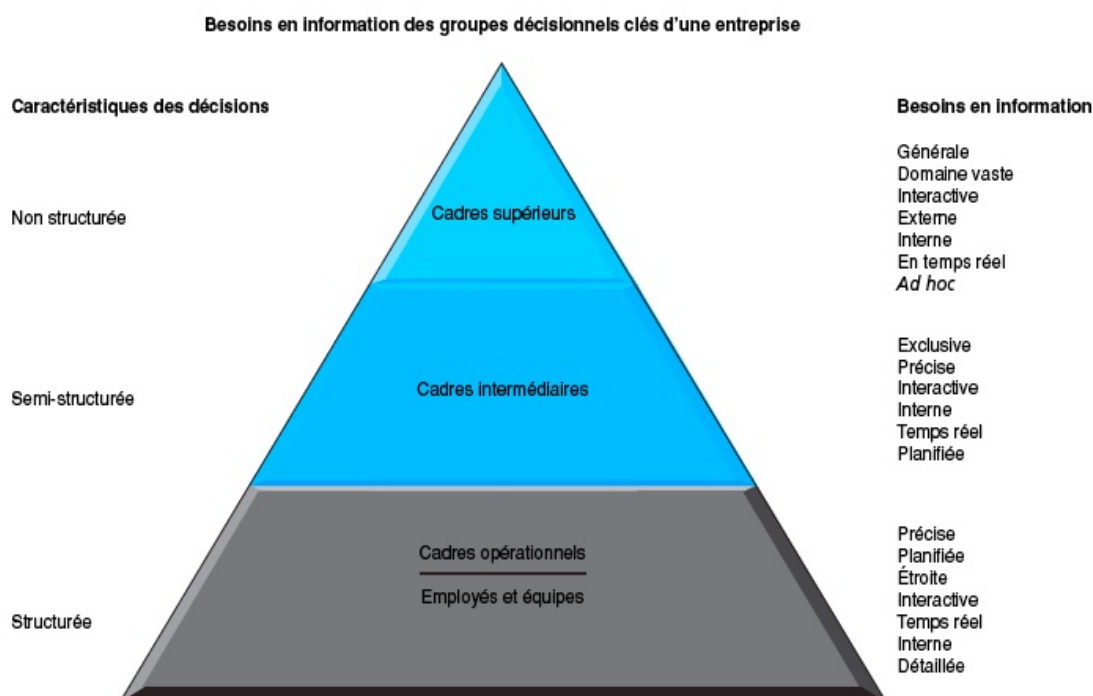 Besoins en information des groupes décisionnels clés d'une entreprise
Caractéristiques des décisions
Besoins en information
Non structurée
Cadres supérieurs
Générale
Domaine vaste
Interactive
Externe
Interne
En temps réel
Ad hoc
Semi-structurée
Cadres intermédiaires
Exclusive
Précise
Interactive
Interne
Temps réel
Planifiée
Structurée
Cadres opérationnels
Employés et équipes
Précise
Planifiée
Étroite
Interactive
Temps réel
Interne
Détaillée